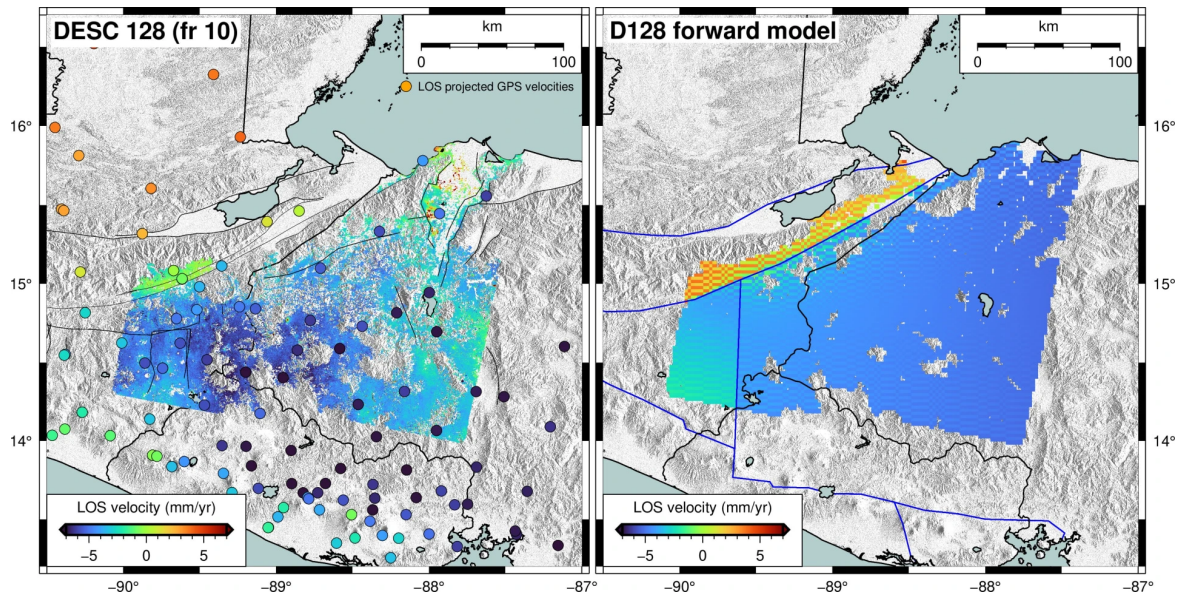 DESC 128 (fr 10)
km
0 100
LOS projected GPS velocities
16°
15°
14°
LOS velocity (mm/yr)
−5 0 5
−90° −89° −88°
D128 forward model
km
0 100
16°
15°
14°
LOS velocity (mm/yr)
−5 0 5
−90° −89° −88° −87°